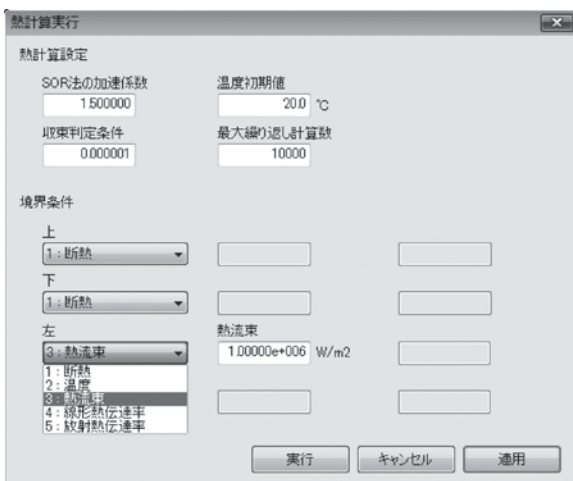 熱計算実行
熱計算設定
SOR法の加速係数
温度初期値
1.500000
20.0 ℃
収束判定条件
最大繰り返し計算数
0.000001
10000
境界条件
上
1:断熱
下
1:断熱
左
熱流束
3:熱流束
1.00000e+006 W/m2
1:断熱
2:温度
3:熱流束
4:線形熱伝達率
5:放射熱伝達率
実行
キャンセル
適用